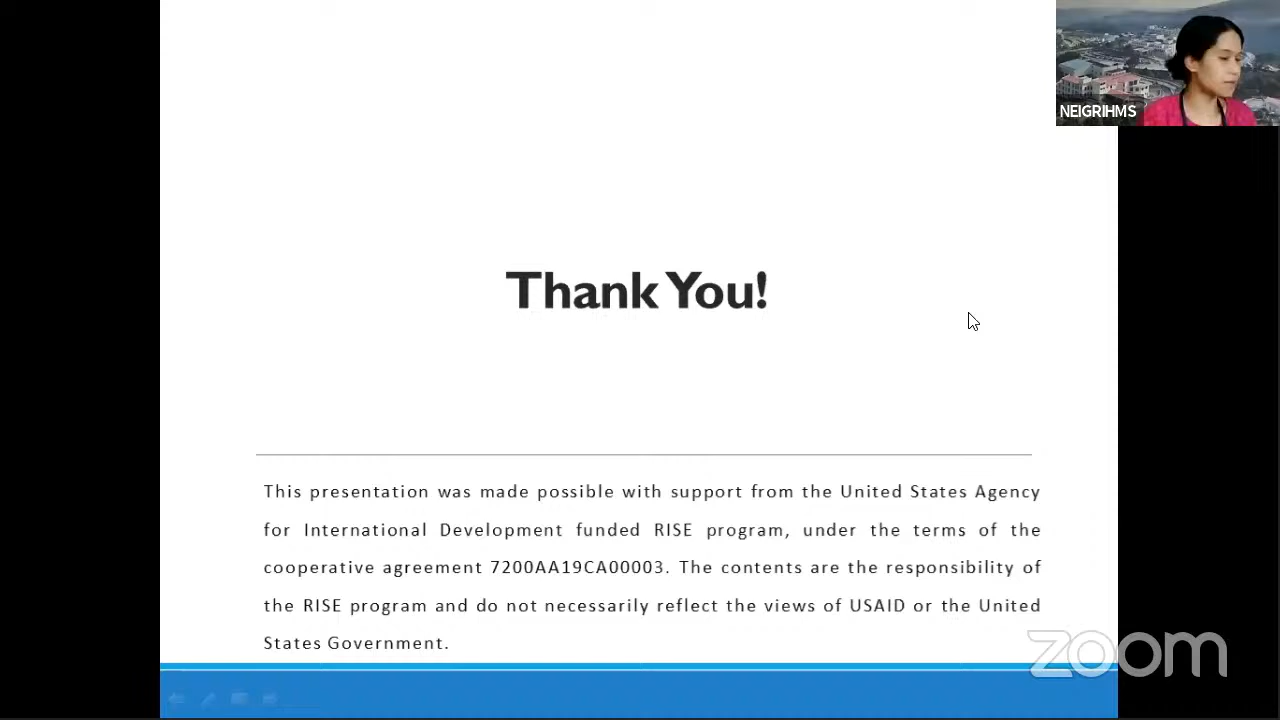 NEIGRIHMS
Thank You!
This presentation was made possible with support from the United States Agency
for International Development funded RISE program, under the terms of the
cooperative agreement 7200AA19CA00003. The contents are the responsibility of
the RISE program and do not necessarily reflect the views of USAID or the United
States Government.
zoom